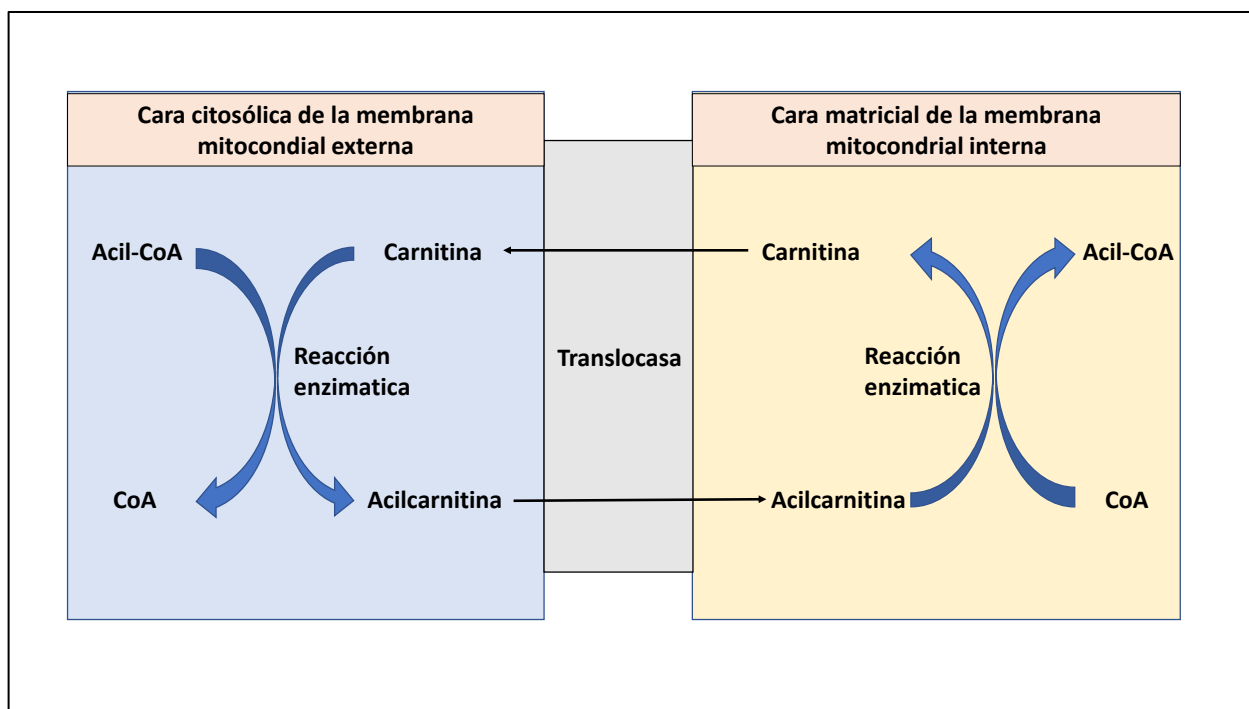 Cara citosólica de la membrana
mitocondial externa
Cara matricial de la membrana
mitocondrial interna
Acil-CoA
Carnitina
Carnitina
Acil-CoA
Reacción
enzimatica
Translocasa
Reacción
enzimatica
CoA
Acilcarnitina
Acilcarnitina
CoA